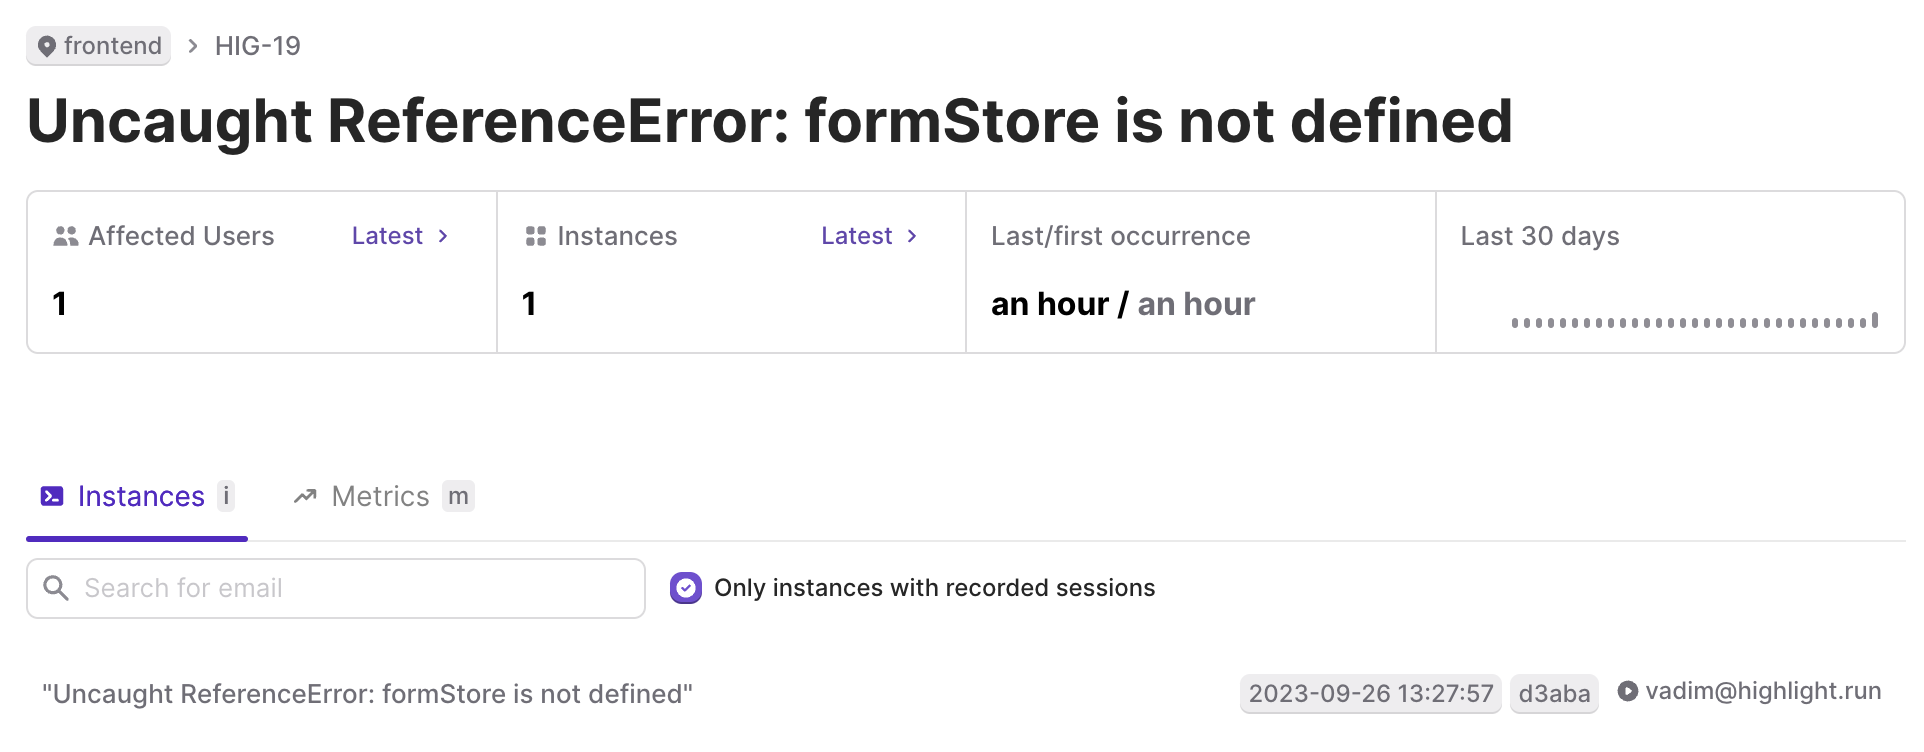 frontend > HIG-19
Uncaught ReferenceError: formStore is not defined
Affected Users Latest >
1
Instances Latest >
1
Last/first occurrence
an hour / an hour
Last 30 days
Instances i Metrics m
Search for email Only instances with recorded sessions
"Uncaught ReferenceError: formStore is not defined" 2023-09-26 13:27:57 d3aba vadim@highlight.run